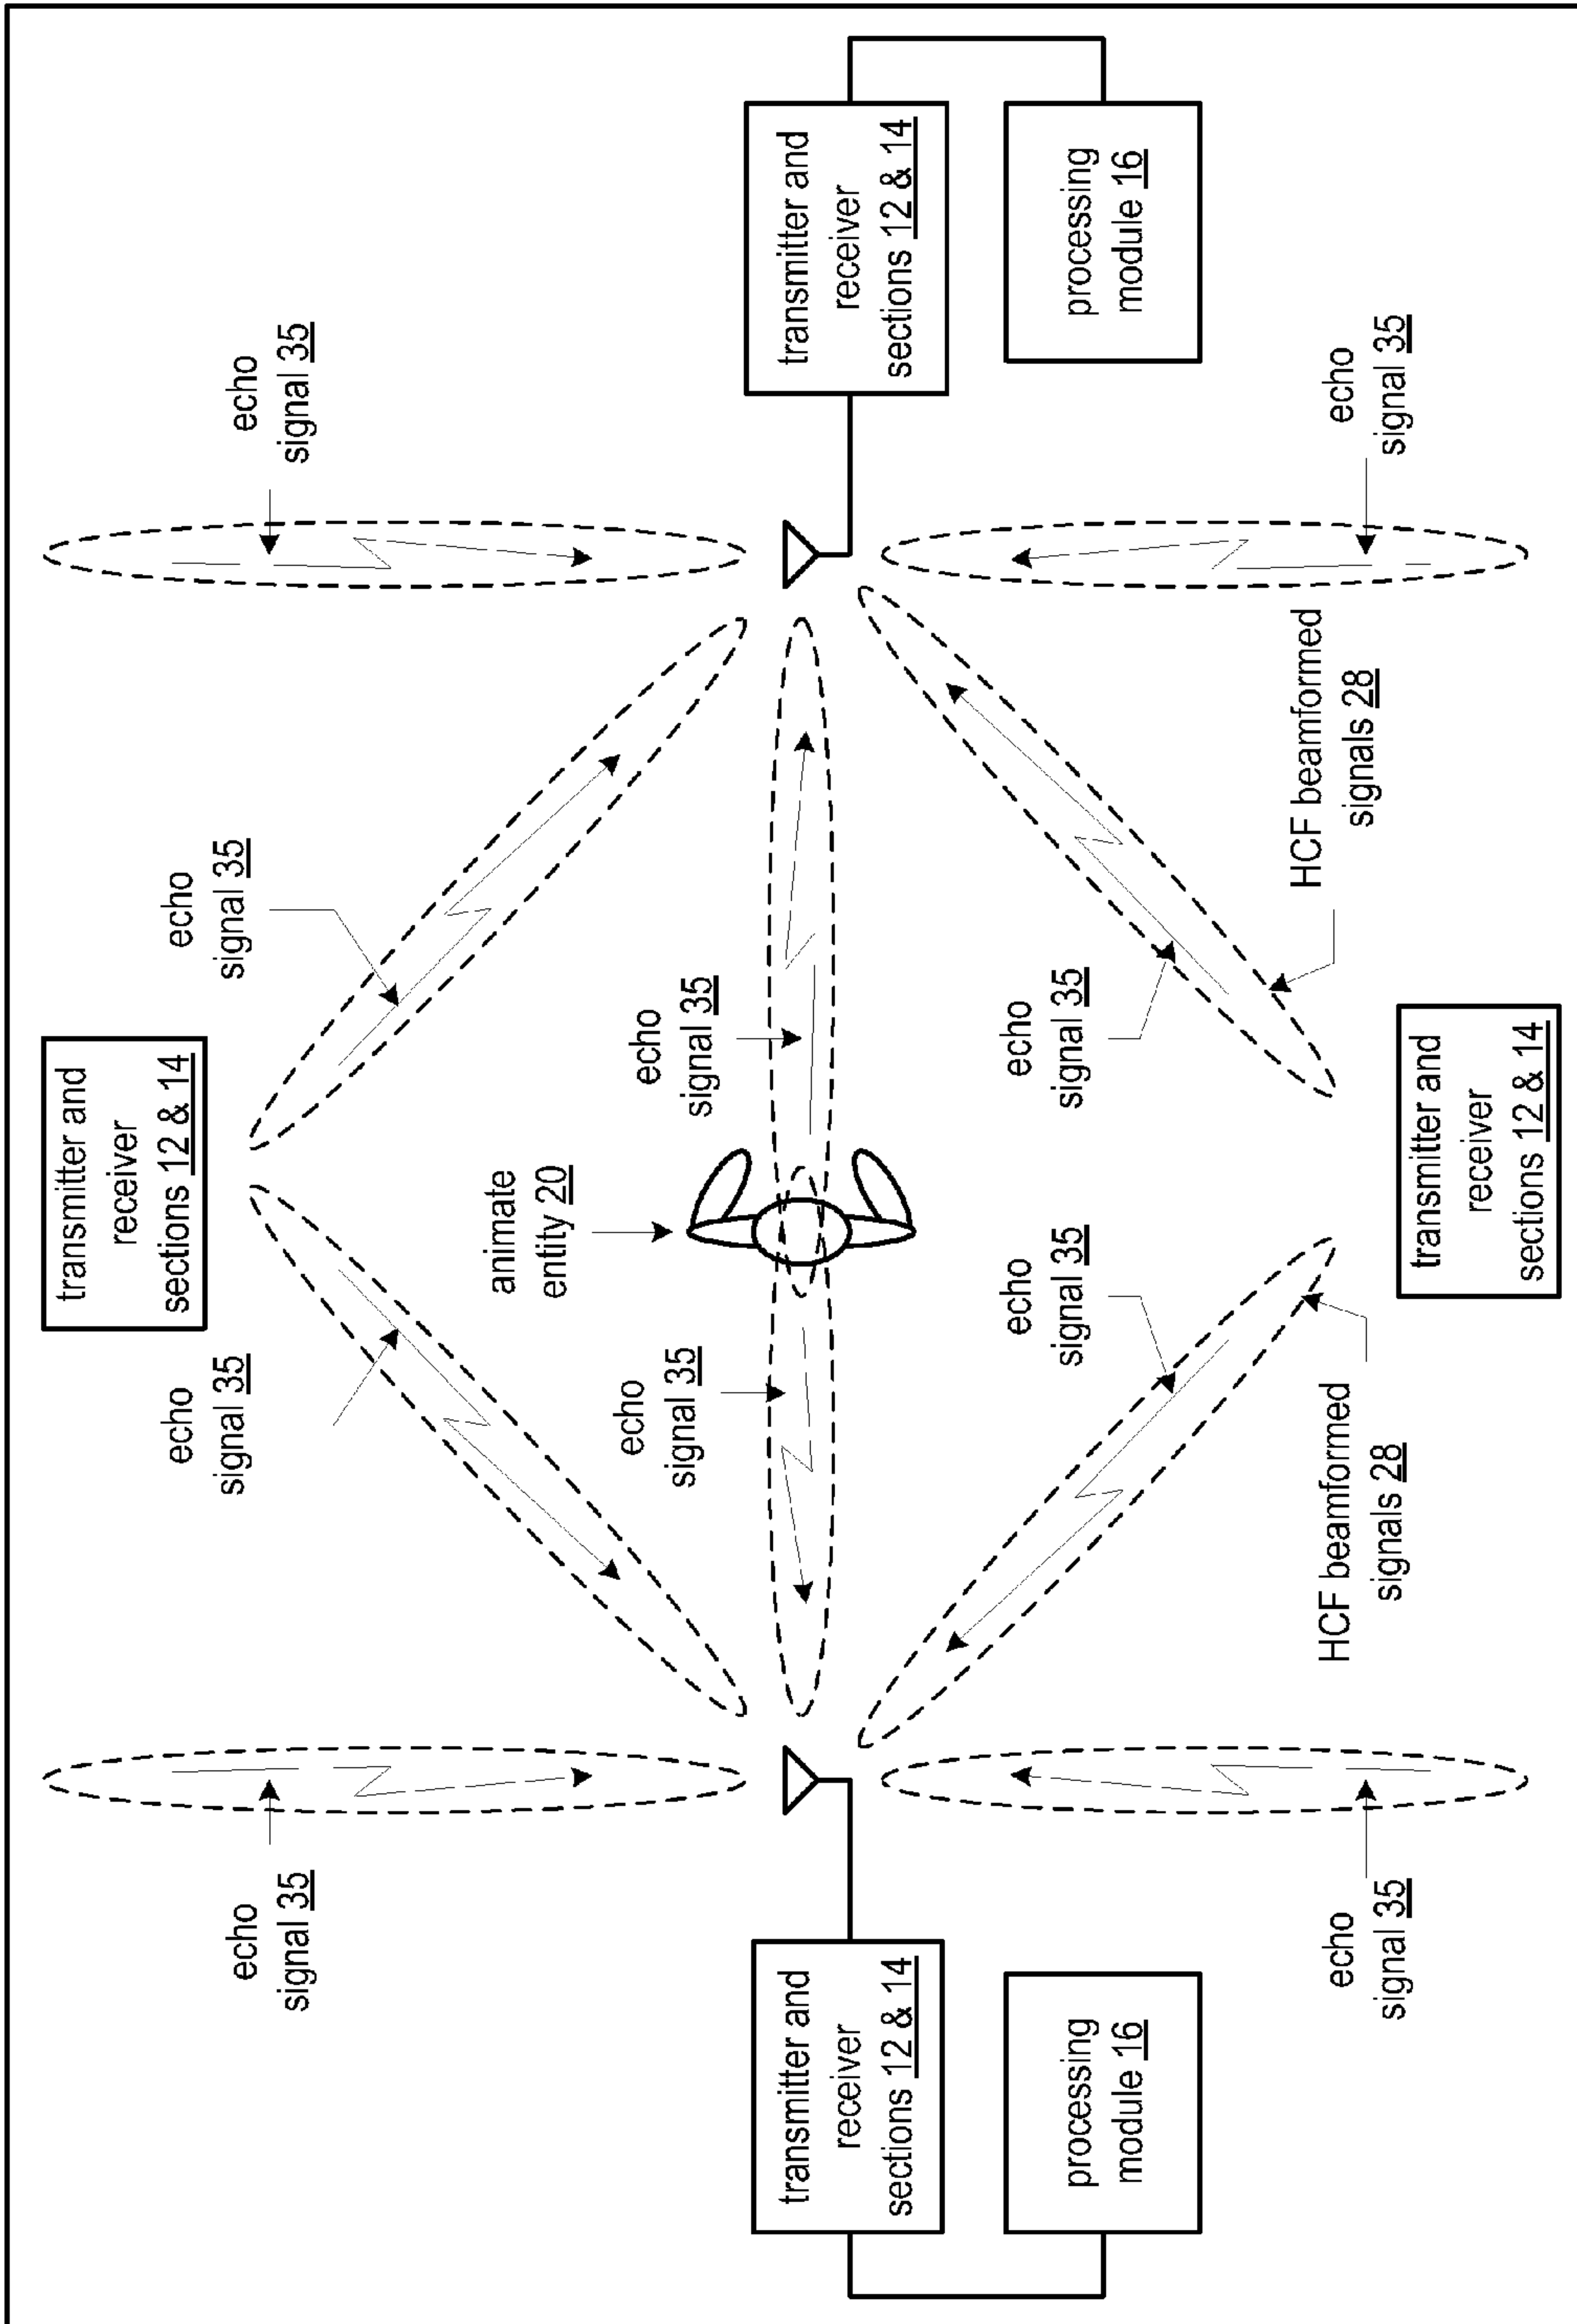 echo
signal 35
echo
signal 35
echo
signal 35
echo
signal 35
transmitter and
receiver
sections 12 & 14
animate
entity 20
echo
signal 35
echo
signal 35
transmitter and
receiver
sections 12 & 14
processing
module 16
transmitter and
receiver
sections 12 & 14
processing
module 16
echo
signal 35
echo
signal 35
HCF beamformed
signals 28
HCF beamformed
signals 28
echo
signal 35
echo
signal 35
transmitter and
receiver
sections 12 & 14